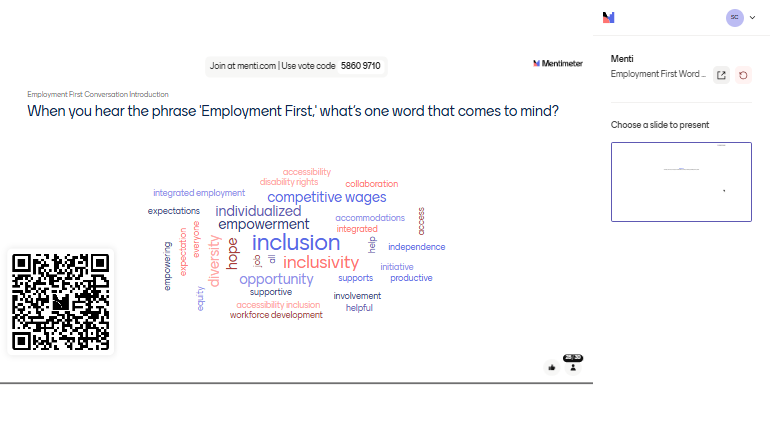 Join at menti.com | Use vote code 5860 9710
Mentimeter
Employment First Conversation Introduction
When you hear the phrase 'Employment First,' what's one word that comes to mind?
accessibility
disability rights
collaboration
integrated employment
competitive wages
expectations
individualized
accommodations
access
empowerment
integrated
everyone
expectation
empowering
diversity
hope
inclusion
help
independence
job
all
inclusivity
initiative
opportunity
supports
productive
equity
supportive
involvement
accessibility inclusion
helpful
workforce development
SC
Menti
Employment First Word ...
Choose a slide to present